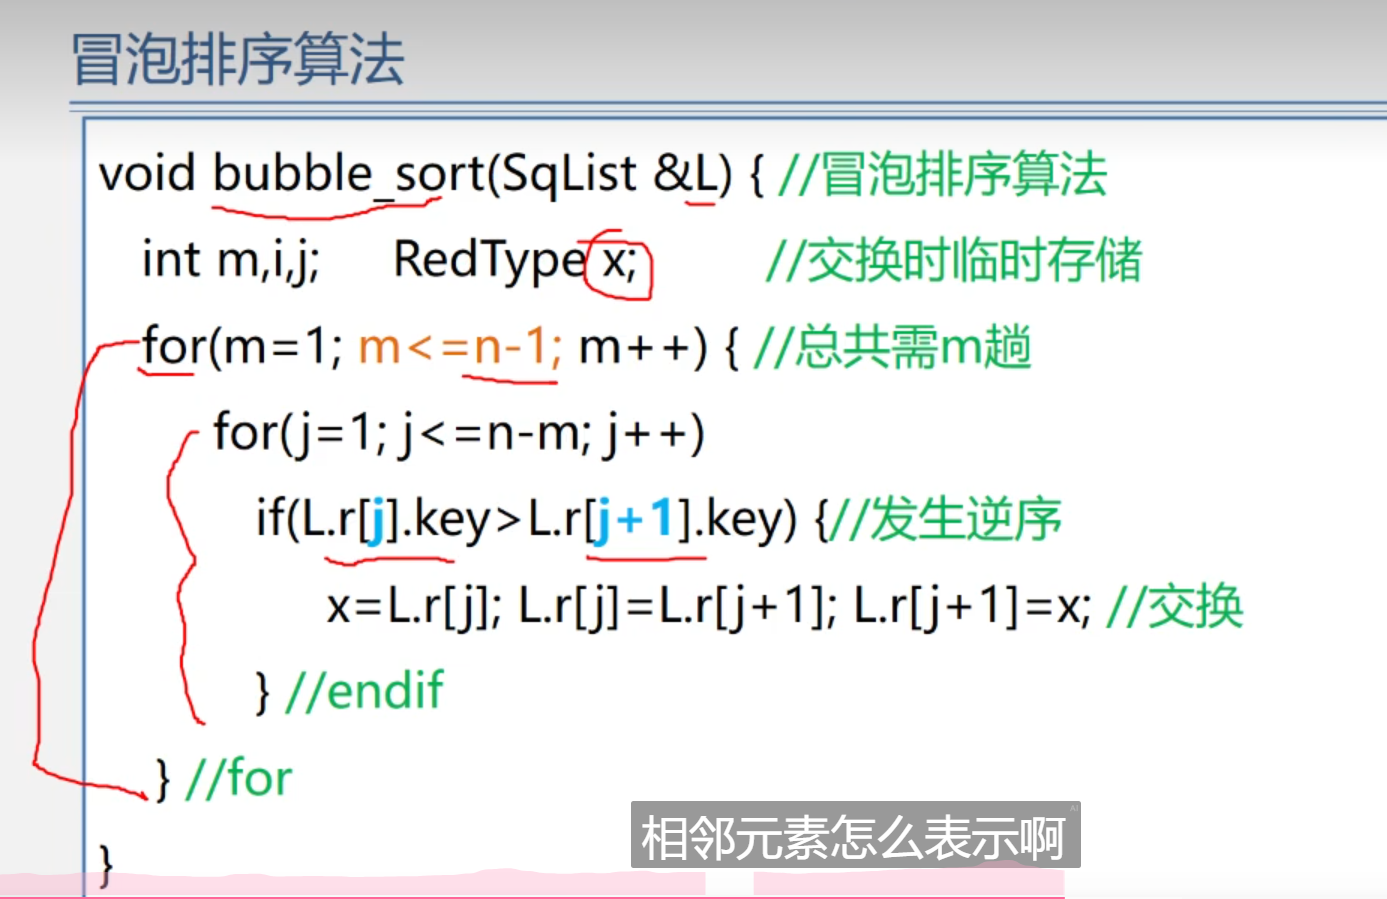 冒泡排序算法
void bubble_sort(SqList &L) { //冒泡排序算法
int m,i,j; RedType x; //交换时临时存储
for(m=1; m<=n-1; m++) { //总共需m趟
for(j=1; j<=n-m; j++)
if(L.r[j].key>L.r[j+1].key) {//发生逆序
x=L.r[j]; L.r[j]=L.r[j+1]; L.r[j+1]=x; //交换
} //endif
} //for
}
相邻元素怎么表示啊
AI